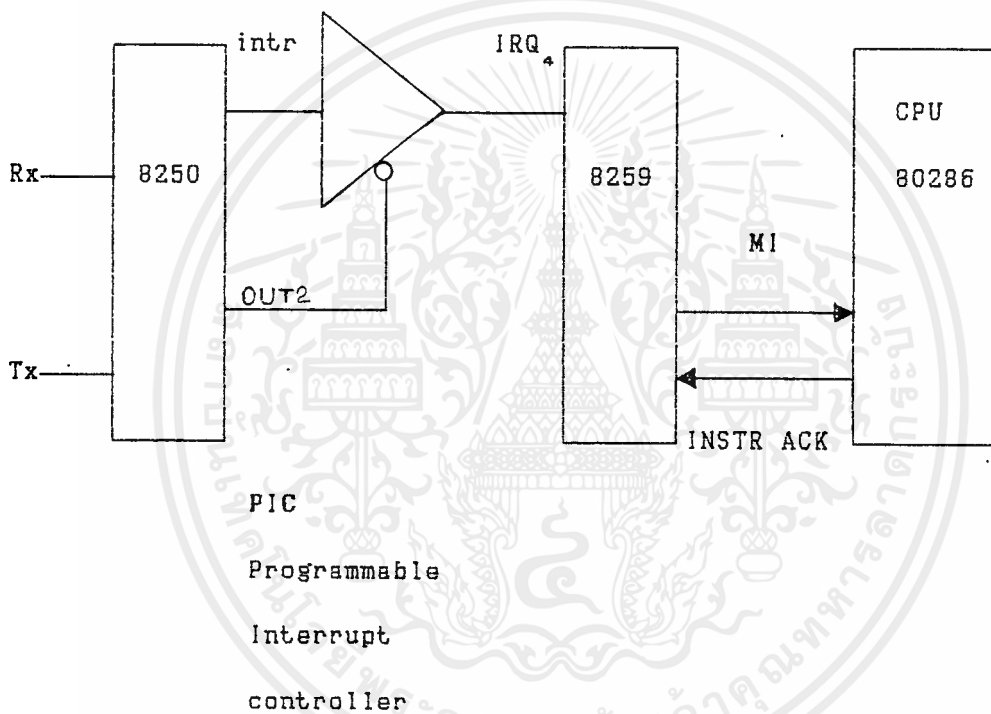 intr
IRQ4
CPU
Rx
8250
8259
80286
MI
OUT2
Tx
INSTR ACK
PIC
Programmable
Interrupt
controller